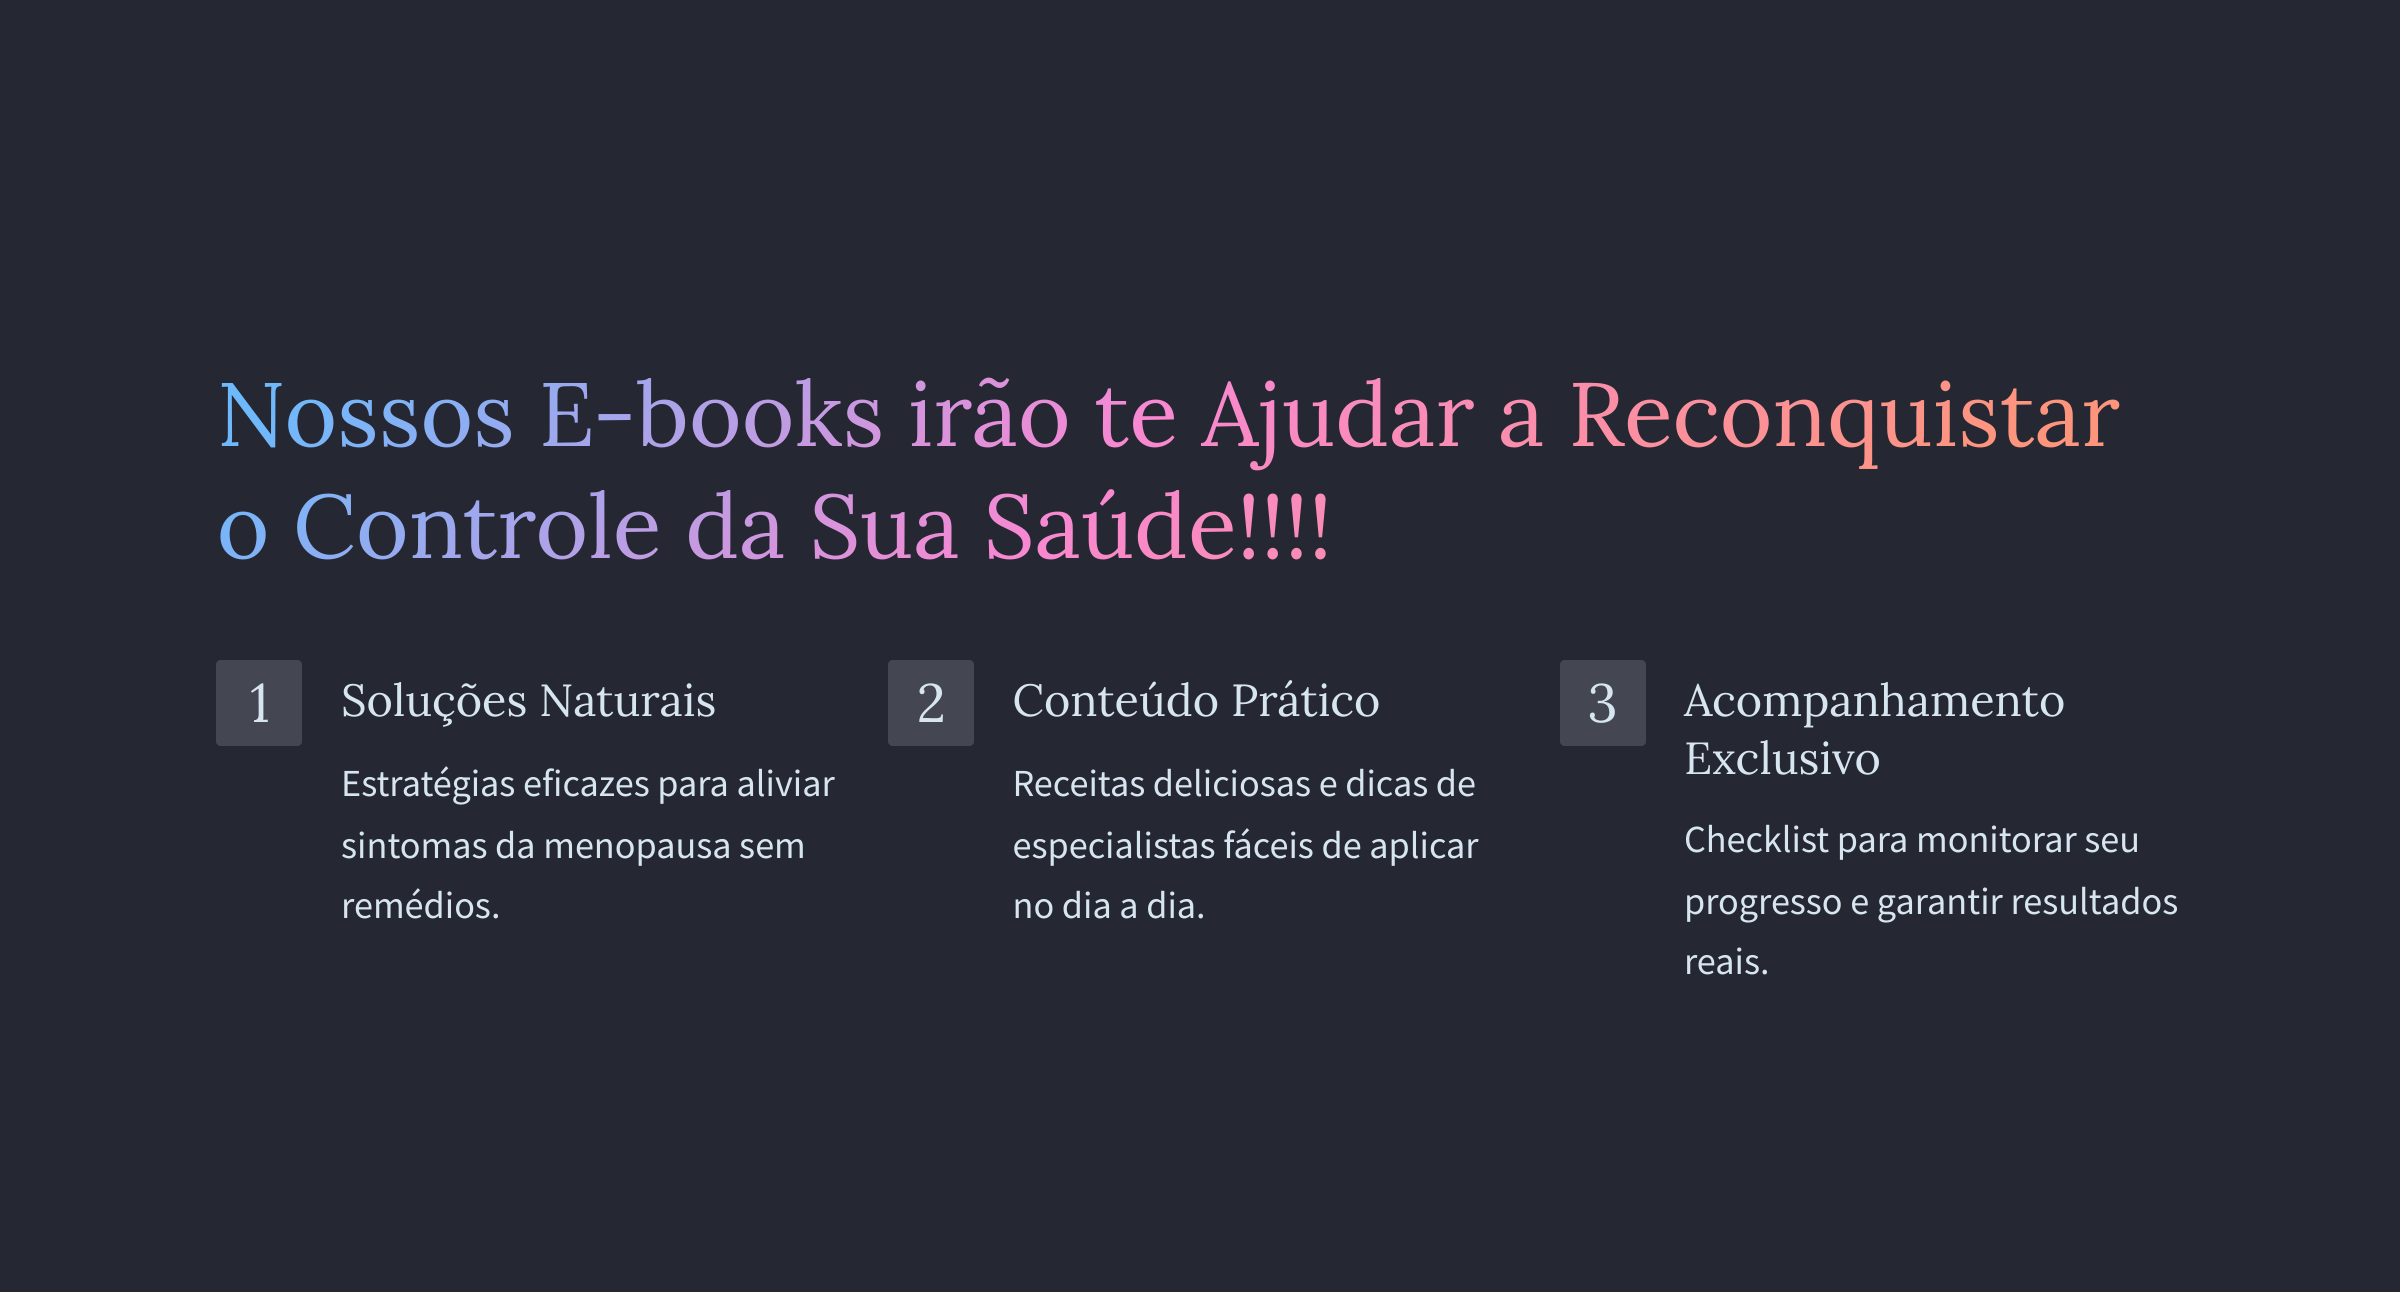 Nossos E-books irão te Ajudar a Reconquistar
o Controle da Sua Saúde!!!!
1
Soluções Naturais
Estratégias eficazes para aliviar
sintomas da menopausa sem
remédios.
2
Conteúdo Prático
Receitas deliciosas e dicas de
especialistas fáceis de aplicar
no dia a dia.
3
Acompanhamento
Exclusivo
Checklist para monitorar seu
progresso e garantir resultados
reais.